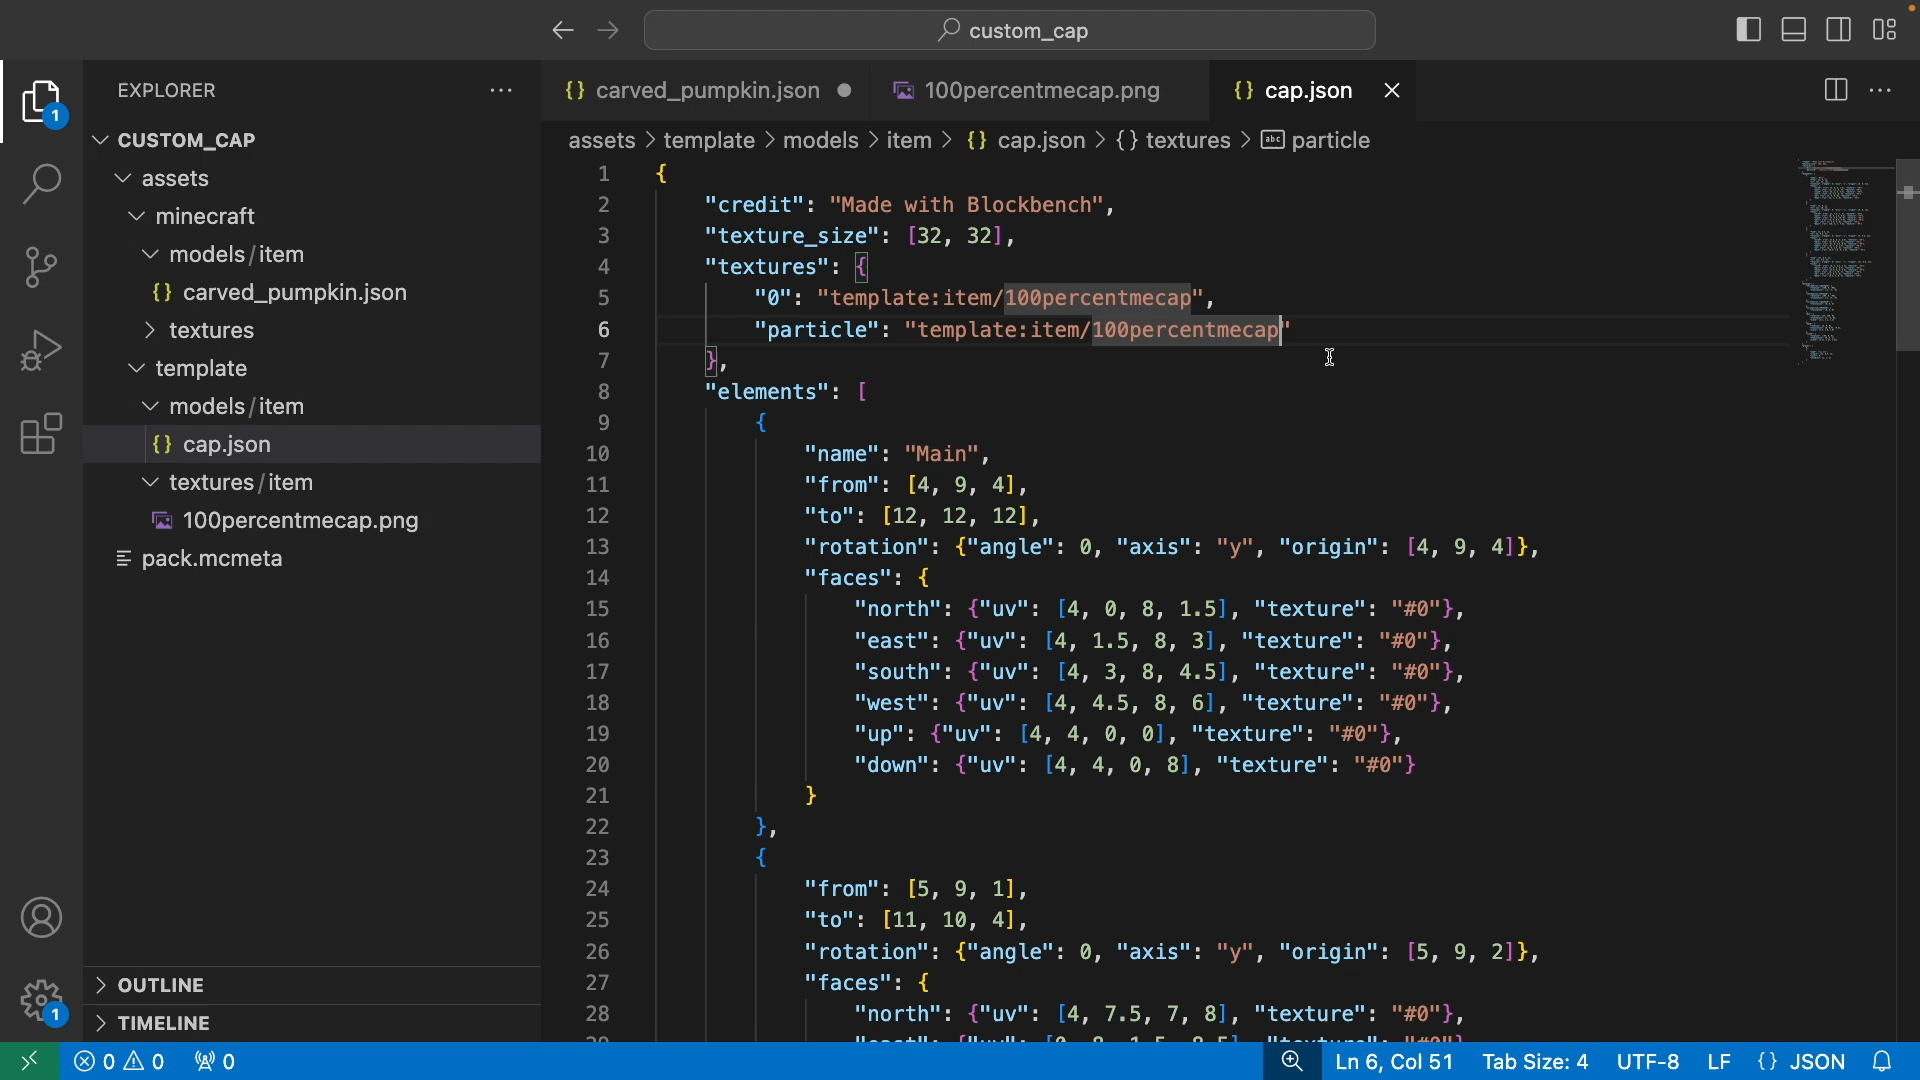 custom_cap
EXPLORER
carved_pumpkin.json
100percentmecap.png
{} cap.json
assets > template > models > item > {} cap.json > {} textures > abc particle
1
CUSTOM_CAP
assets
minecraft
models/item
{} carved_pumpkin.json
textures
template
models/item
{} cap.json
textures/item
100percentmecap.png
pack.mcmeta
OUTLINE
TIMELINE
1
1 {
2 "credit": "Made with Blockbench",
3 "texture_size": [32, 32],
4 "textures": {
5 "0": "template:item/100percentmecap",
6 "particle": "template:item/100percentmecap"
7 },
8 "elements": [
9 {
10 "name": "Main",
11 "from": [4, 9, 4],
12 "to": [12, 12, 12],
13 "rotation": {"angle": 0, "axis": "y", "origin": [4, 9, 4]},
14 "faces": {
15 "north": {"uv": [4, 0, 8, 1.5], "texture": "#0"},
16 "east": {"uv": [4, 1.5, 8, 3], "texture": "#0"},
17 "south": {"uv": [4, 3, 8, 4.5], "texture": "#0"},
18 "west": {"uv": [4, 4.5, 8, 6], "texture": "#0"},
19 "up": {"uv": [4, 4, 0, 0], "texture": "#0"},
20 "down": {"uv": [4, 4, 0, 8], "texture": "#0"}
21 }
22 },
23 {
24 "from": [5, 9, 1],
25 "to": [11, 10, 4],
26 "rotation": {"angle": 0, "axis": "y", "origin": [5, 9, 2]},
27 "faces": {
28 "north": {"uv": [4, 7.5, 7, 8], "texture": "#0"},
0 0 0 Ln 6, Col 51 Tab Size: 4 UTF-8 LF {} JSON